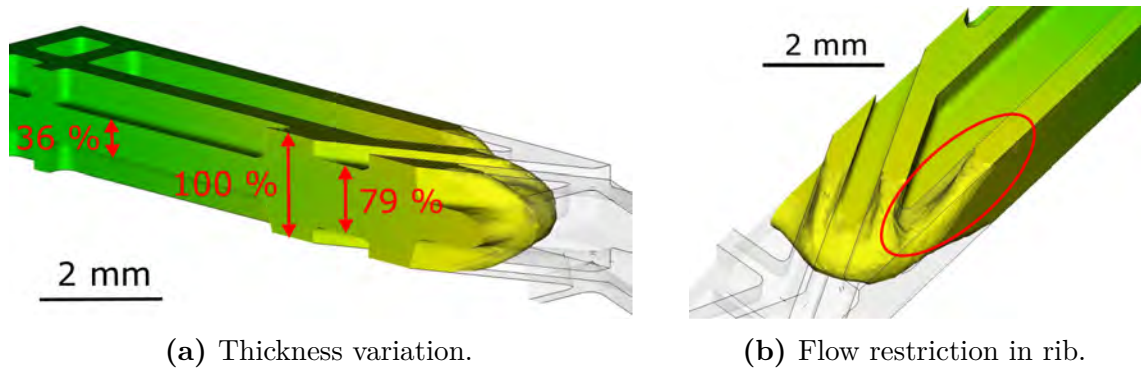 36 %
100 %
79 %
2 mm
2 mm
(a) Thickness variation.
(b) Flow restriction in rib.